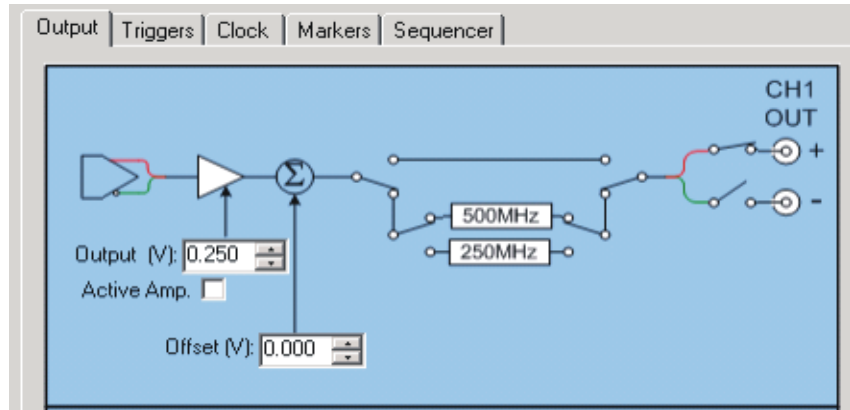 Output Triggers Clock Markers Sequencer
CH1
OUT
+
Σ
500MHz
-
250MHz
Output (V): 0.250
Active Amp.
Offset (V): 0.000